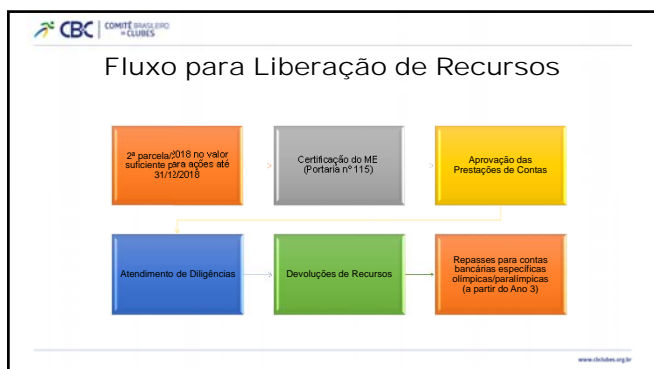 CBC COMITÊ BRASILEIRO
DE CLUBES
Fluxo para Liberação de Recursos
2ª parcela/2018 no valor
suficiente para ações até
31/12/2018
Certificação do ME
(Portaria nº 115)
Aprovação das
Prestações de Contas
Atendimento de Diligências
Devoluções de Recursos
Repasses para contas
bancárias específicas
olímpicas/paralímpicas
(a partir do Ano 3)
www.cbclubes.org.br